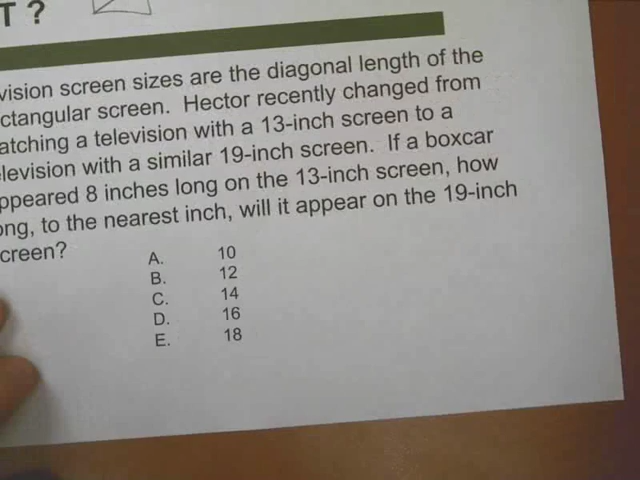 T ?
vision screen sizes are the diagonal length of the
ctangular screen. Hector recently changed from
atching a television with a 13-inch screen to a
levision with a similar 19-inch screen. If a boxcar
ppeared 8 inches long on the 13-inch screen, how
ong, to the nearest inch, will it appear on the 19-inch
creen?
A. 10
B. 12
C. 14
D. 16
E. 18